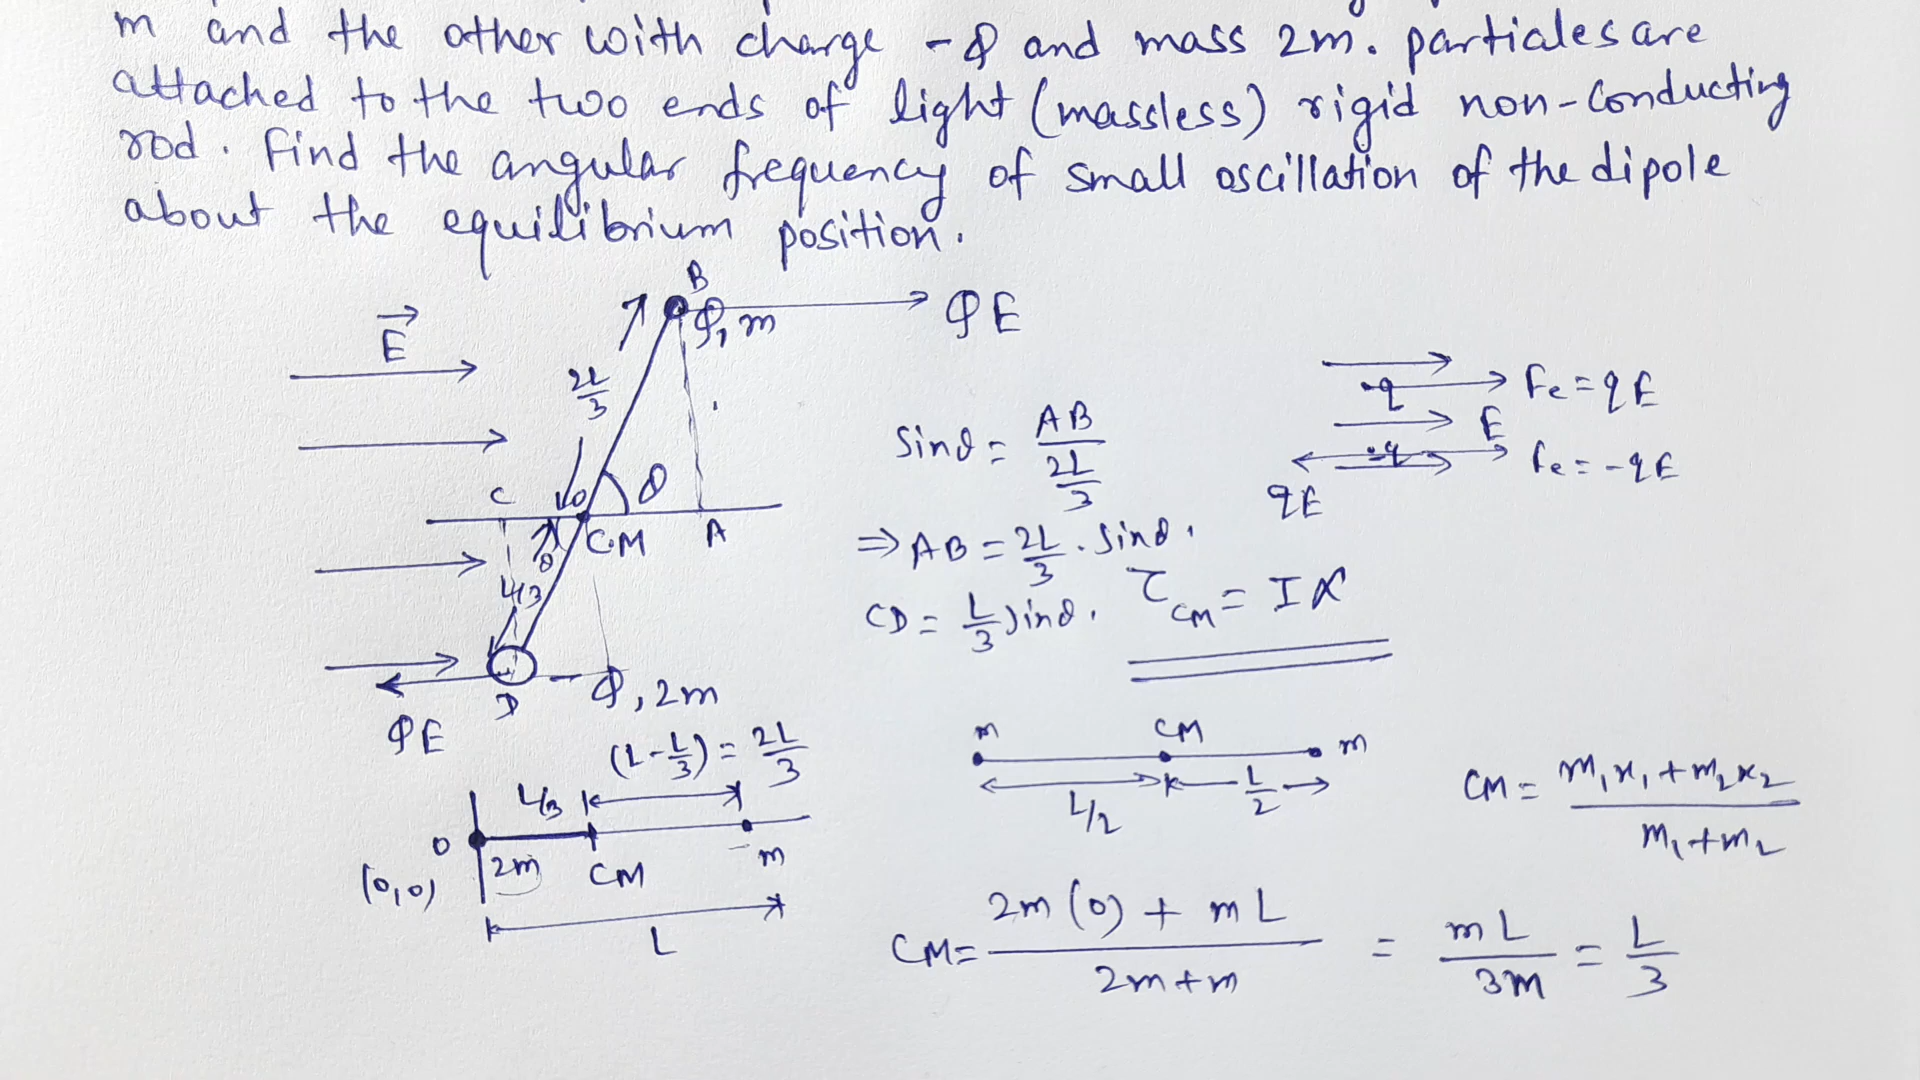 m and the other with charge -Q and mass 2m. particles are
attached to the two ends of light (massless) rigid non-conducting
rod. Find the angular frequency of small oscillation of the dipole
about the equilibrium position.
B
E
Q, m
QE
2L/3
Fe = qE
-q
E
Fe = -qE
qE
Sinθ = AB / 2L/3
C
θ
CM
A
θ
L/3
⇒ AB = 2L/3 . Sinθ.
CD = L/3 Sinθ.
τCM = Iα
D
-Q, 2m
QE
(L - L/3) = 2L/3
m
CM
m
L/2
L/2
CM = m1x1 + m2x2 / m1 + m2
L/3
O
(0,0)
2m
CM
m
L
CM = 2m(0) + mL / 2m + m = mL / 3m = L/3